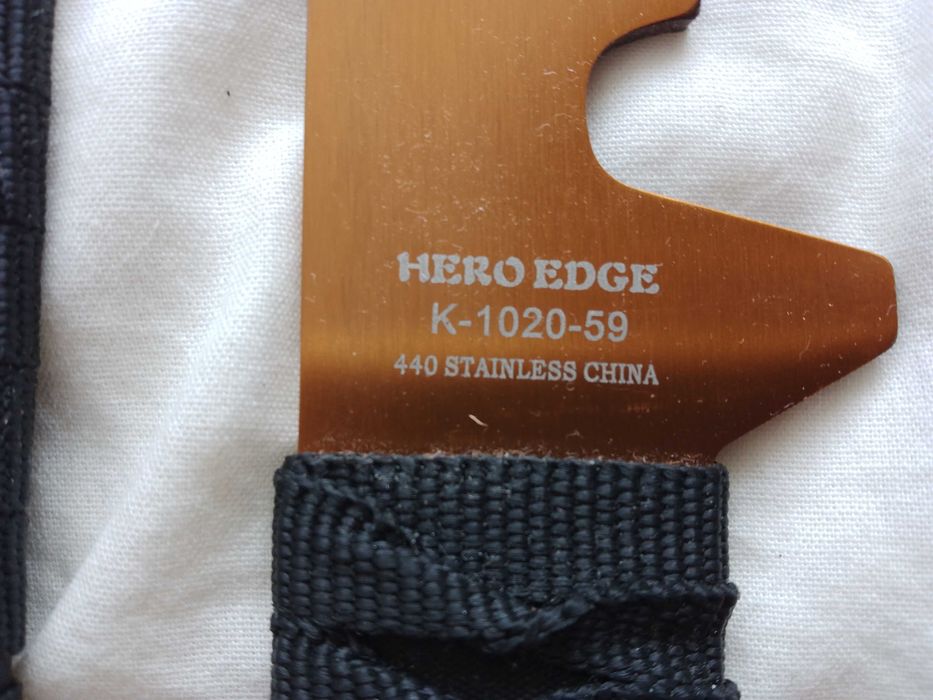 HERO EDGE
K-1020-59
440 STAINLESS CHINA